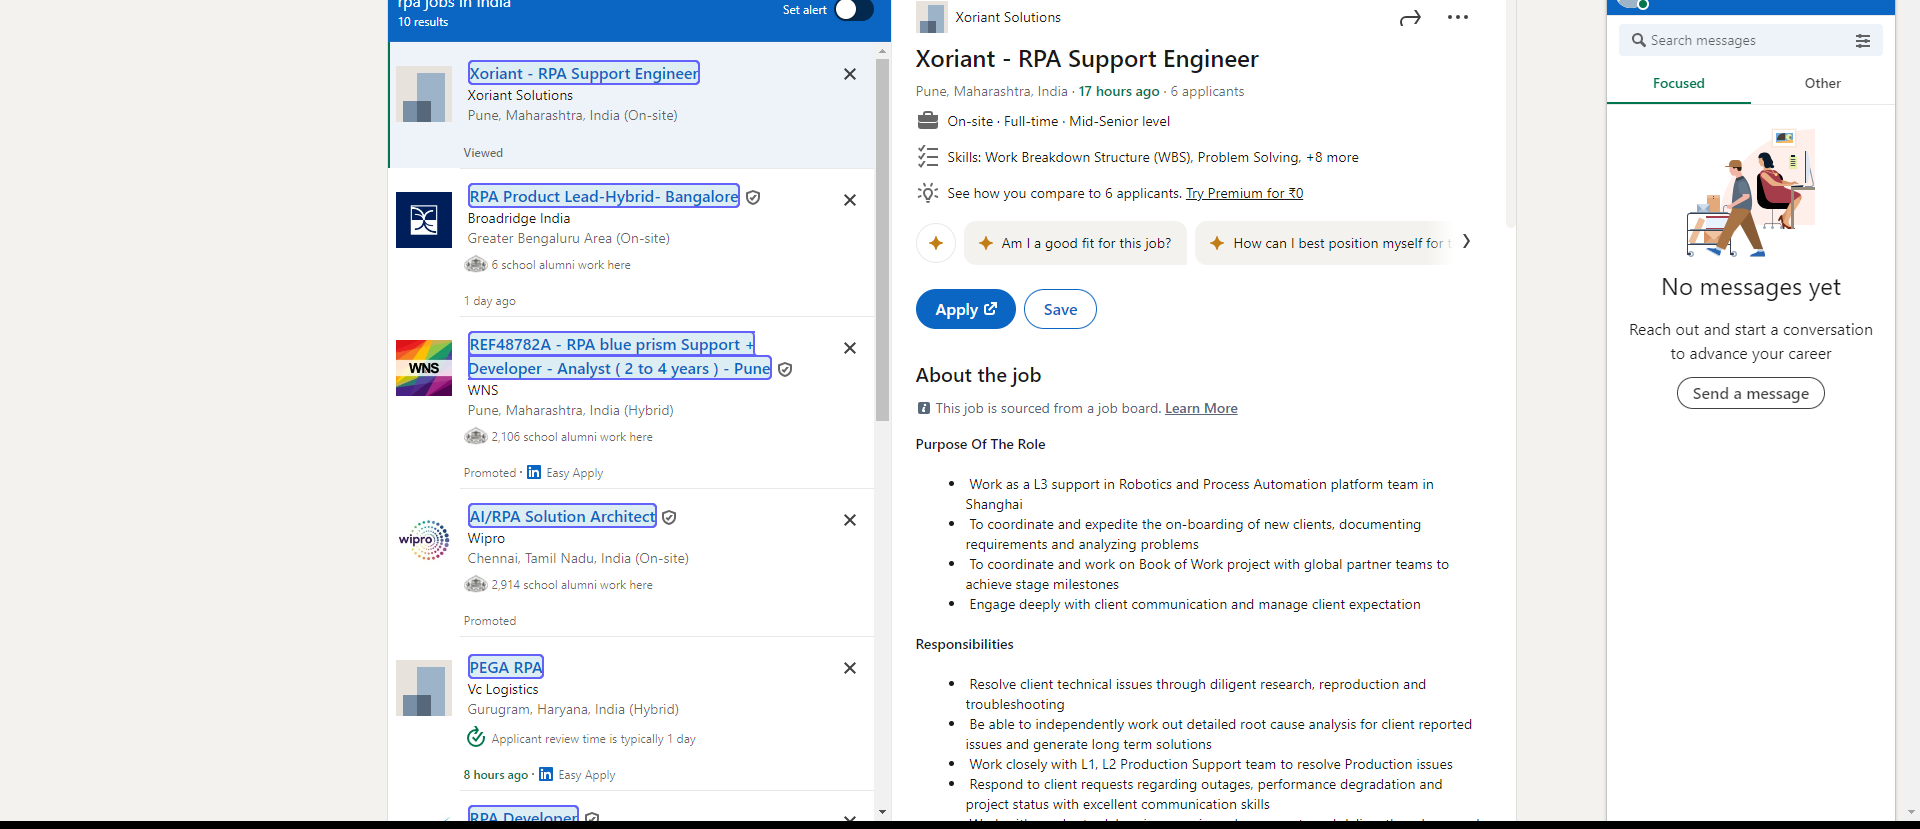 rpa jobs in India
10 results
Set alert
Xoriant - RPA Support Engineer
Xoriant Solutions
Pune, Maharashtra, India (On-site)
Viewed
RPA Product Lead-Hybrid- Bangalore
Broadridge India
Greater Bengaluru Area (On-site)
6 school alumni work here
1 day ago
WNS
REF48782A - RPA blue prism Support +
Developer - Analyst ( 2 to 4 years ) - Pune
WNS
Pune, Maharashtra, India (Hybrid)
2,106 school alumni work here
Promoted · in Easy Apply
wipro
AI/RPA Solution Architect
Wipro
Chennai, Tamil Nadu, India (On-site)
2,914 school alumni work here
Promoted
PEGA RPA
Vc Logistics
Gurugram, Haryana, India (Hybrid)
Applicant review time is typically 1 day
8 hours ago · in Easy Apply
RPA Developer
Xoriant Solutions
Xoriant - RPA Support Engineer
Pune, Maharashtra, India · 17 hours ago · 6 applicants
On-site · Full-time · Mid-Senior level
Skills: Work Breakdown Structure (WBS), Problem Solving, +8 more
See how you compare to 6 applicants. Try Premium for ₹0
Am I a good fit for this job?
How can I best position myself for t
Apply
Save
About the job
This job is sourced from a job board. Learn More
Purpose Of The Role
• Work as a L3 support in Robotics and Process Automation platform team in
Shanghai
• To coordinate and expedite the on-boarding of new clients, documenting
requirements and analyzing problems
• To coordinate and work on Book of Work project with global partner teams to
achieve stage milestones
• Engage deeply with client communication and manage client expectation
Responsibilities
• Resolve client technical issues through diligent research, reproduction and
troubleshooting
• Be able to independently work out detailed root cause analysis for client reported
issues and generate long term solutions
• Work closely with L1, L2 Production Support team to resolve Production issues
• Respond to client requests regarding outages, performance degradation and
project status with excellent communication skills
Search messages
Focused
Other
No messages yet
Reach out and start a conversation
to advance your career
Send a message